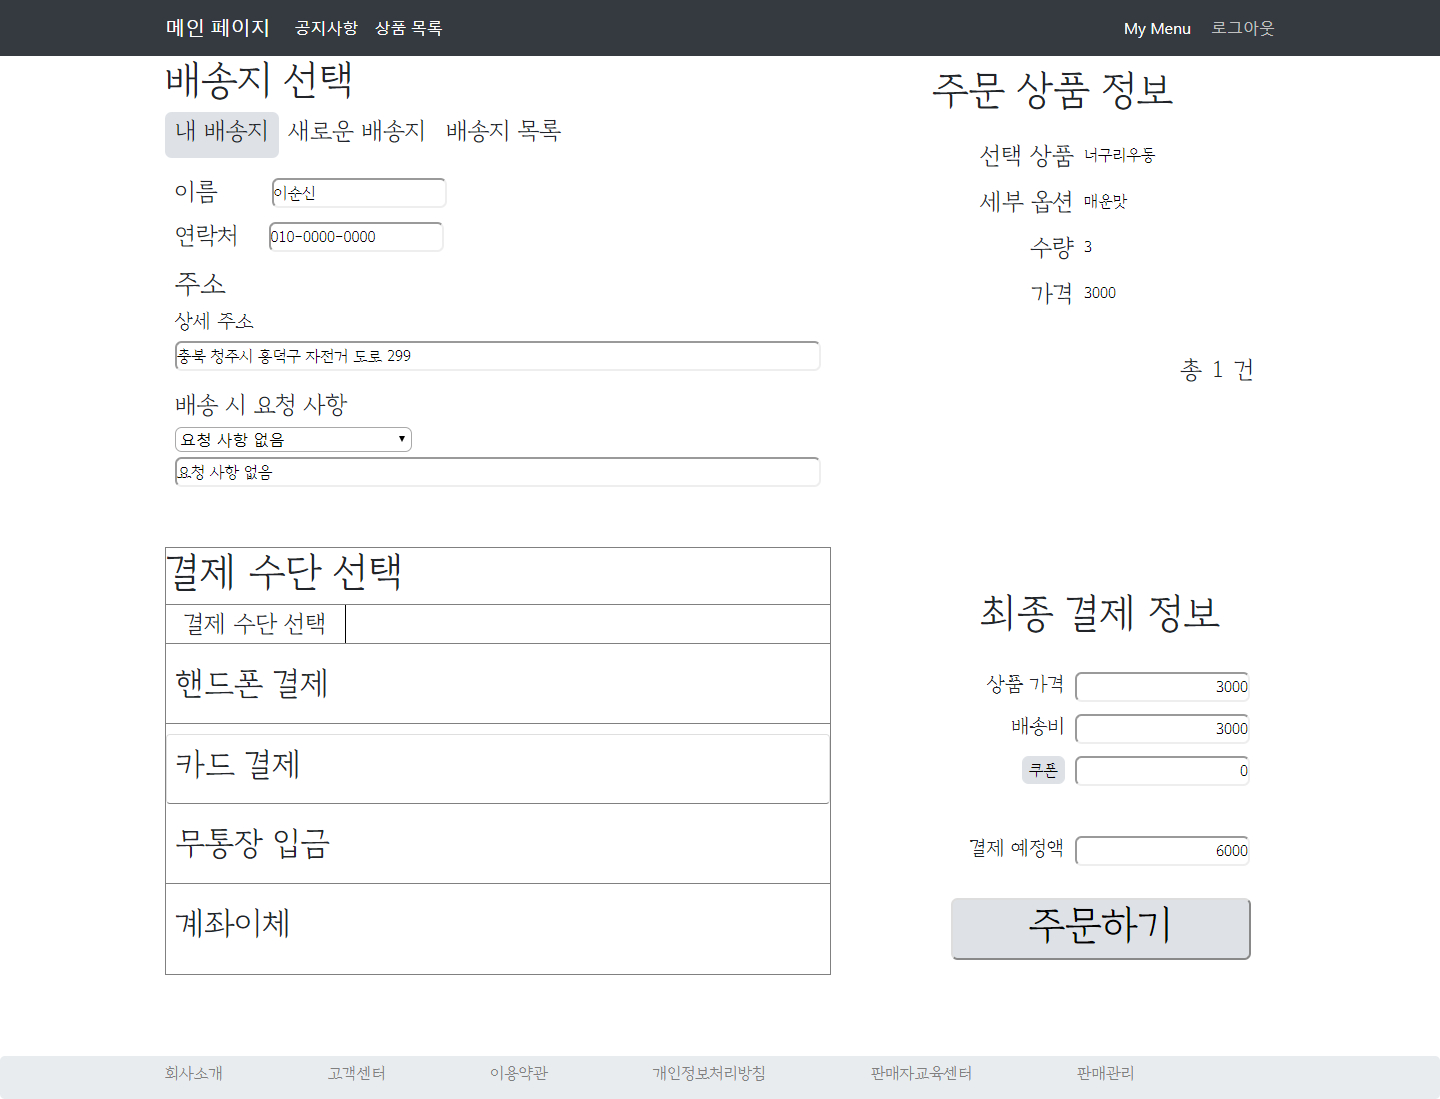 메인 페이지 공지사항 상품 목록 My Menu 로그아웃
배송지 선택
내 배송지 새로운 배송지 배송지 목록
이름 이순신
연락처 010-0000-0000
주소
상세 주소
충북 청주시 흥덕구 자전거 도로 299
배송 시 요청 사항
요청 사항 없음
요청 사항 없음
주문 상품 정보
선택 상품 너구리우동
세부 옵션 매운맛
수량 3
가격 3000
총 1 건
결제 수단 선택
결제 수단 선택
핸드폰 결제
카드 결제
무통장 입금
계좌이체
최종 결제 정보
상품 가격 3000
배송비 3000
쿠폰 0
결제 예정액 6000
주문하기
회사소개 고객센터 이용약관 개인정보처리방침 판매자교육센터 판매관리